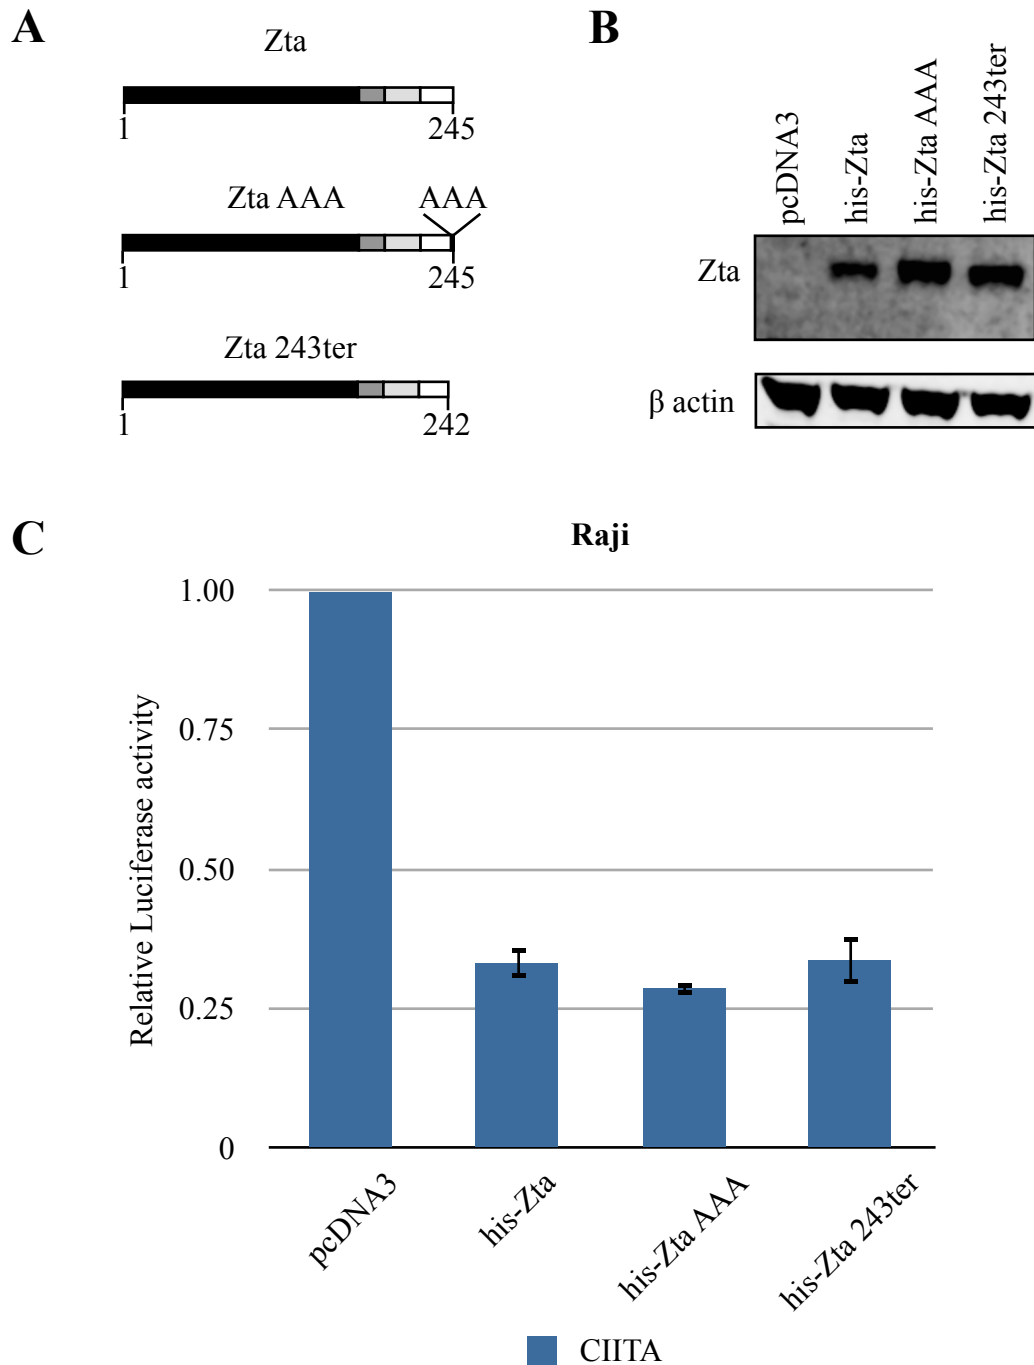 A
Zta
1 245
Zta AAA AAA
1 245
Zta 243ter
1 242
B
pcDNA3
his-Zta
his-Zta AAA
his-Zta 243ter
Zta
β actin
C
Raji
Relative Luciferase activity
1.00
0.75
0.50
0.25
0
pcDNA3
his-Zta
his-Zta AAA
his-Zta 243ter
CIITA